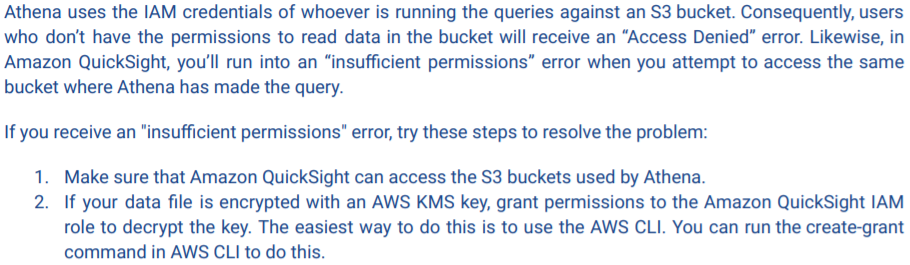 Athena uses the IAM credentials of whoever is running the queries against an S3 bucket. Consequently, users
who don’t have the permissions to read data in the bucket will receive an “Access Denied” error. Likewise, in
Amazon QuickSight, you’ll run into an “insufficient permissions” error when you attempt to access the same
bucket where Athena has made the query.
If you receive an "insufficient permissions" error, try these steps to resolve the problem:
1. Make sure that Amazon QuickSight can access the S3 buckets used by Athena.
2. If your data file is encrypted with an AWS KMS key, grant permissions to the Amazon QuickSight IAM
role to decrypt the key. The easiest way to do this is to use the AWS CLI. You can run the create-grant
command in AWS CLI to do this.